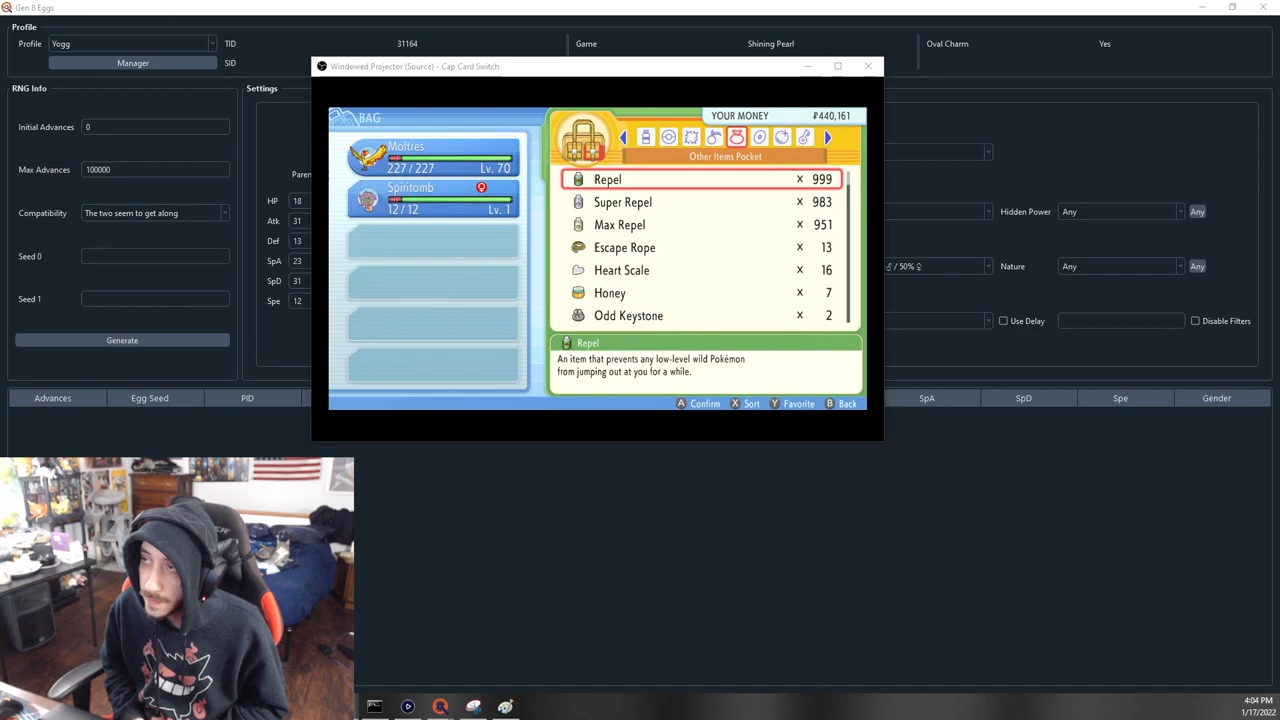 Gen 8 Eggs
Profile
Profile Yogg TID 31164 Game Shining Pearl Oval Charm Yes
Manager SID
RNG Info
Settings
Initial Advances 0
Max Advances 100000
Compatibility The two seem to get along
Seed 0
Seed 1
Generate
HP 18
Atk 31
Def 13
SpA 23
SpD 31
Spe 12
Hidden Power Any Any
♂ / 50% ♀ Nature Any Any
Use Delay Disable Filters
Advances Egg Seed PID SpA SpD Spe Gender
Windowed Projector (Source) - Cap Card Switch
BAG
Moltres
227/227 Lv. 70
Spiritomb ♀
12/12 Lv. 1
YOUR MONEY ₽440,161
Other Items Pocket
Repel × 999
Super Repel × 983
Max Repel × 951
Escape Rope × 13
Heart Scale × 16
Honey × 7
Odd Keystone × 2
Repel
An item that prevents any low-level wild Pokémon
from jumping out at you for a while.
A Confirm X Sort Y Favorite B Back
4:04 PM
1/17/2022